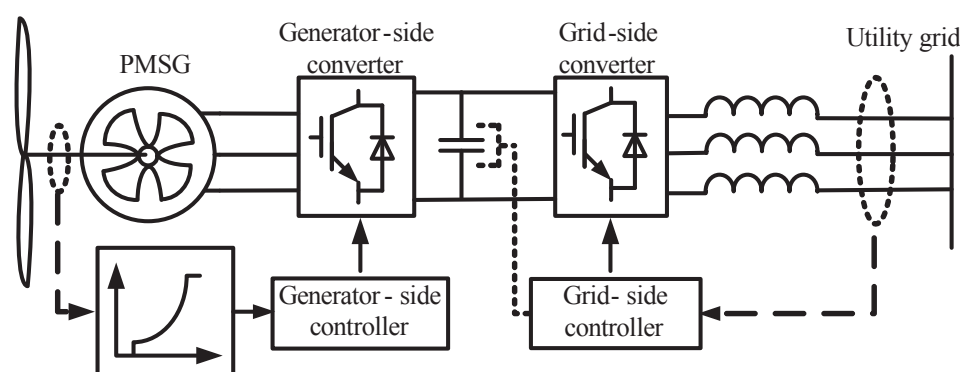 Generator-side
converter
Grid-side
converter
Utility grid
PMSG
Generator - side
controller
Grid- side
controller